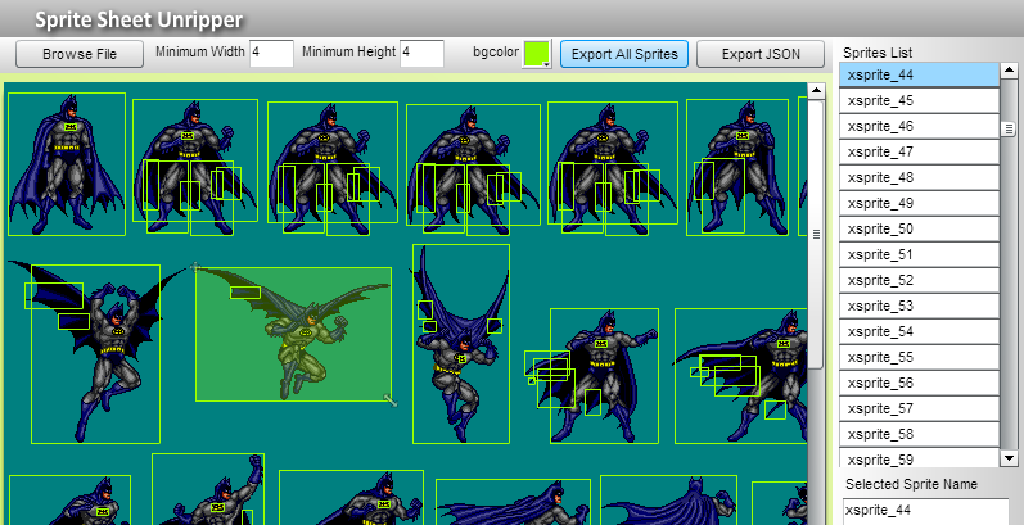 Sprite Sheet Unripper
Browse File Minimum Width 4 Minimum Height 4 bgcolor Export All Sprites Export JSON
Sprites List
xsprite_44
xsprite_45
xsprite_46
xsprite_47
xsprite_48
xsprite_49
xsprite_50
xsprite_51
xsprite_52
xsprite_53
xsprite_54
xsprite_55
xsprite_56
xsprite_57
xsprite_58
xsprite_59
Selected Sprite Name
xsprite_44